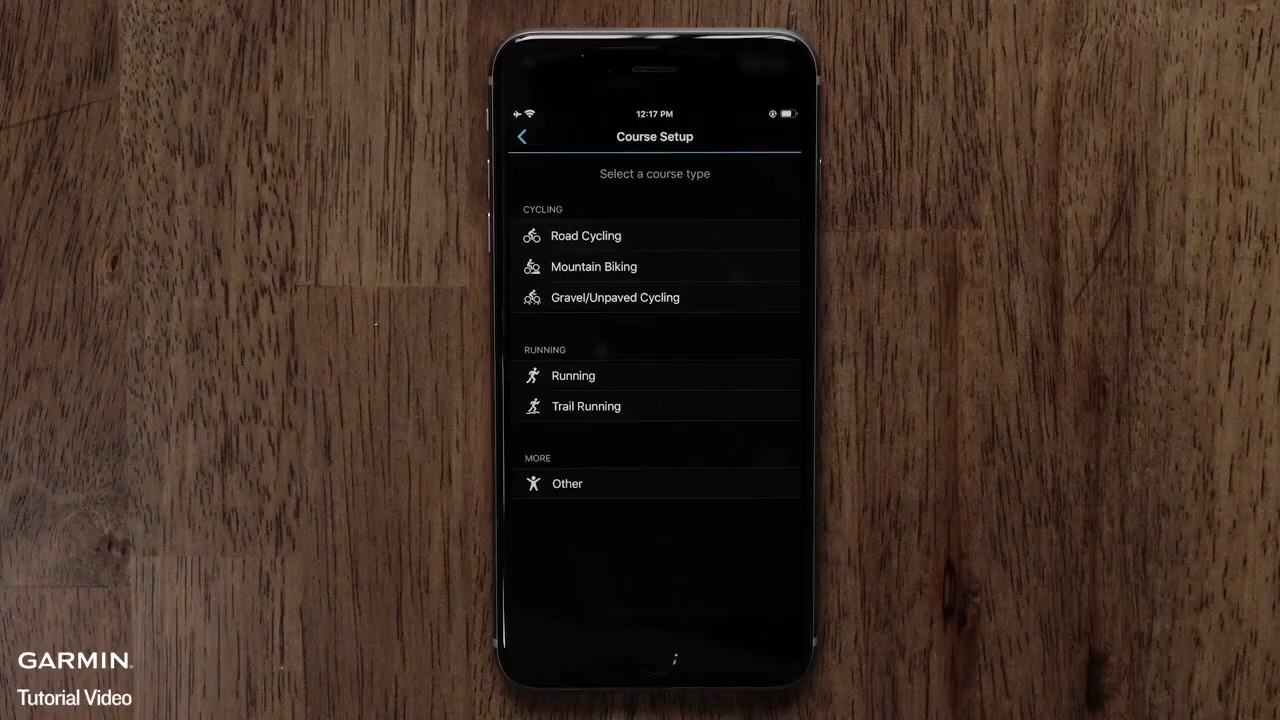 12:17 PM
Course Setup
Select a course type
CYCLING
Road Cycling
Mountain Biking
Gravel/Unpaved Cycling
RUNNING
Running
Trail Running
MORE
Other
GARMIN
Tutorial Video